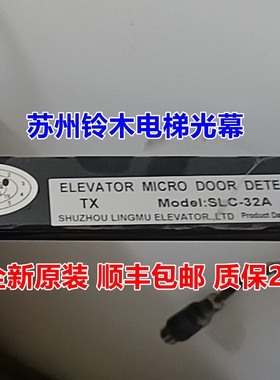 苏州铃木电梯光幕
ELEVATOR MICRO DOOR DETE
TX Model:SLC-32A
SHUZHOU LINGMU ELEVATOR.,LTD Product Da
全新原装 顺丰包邮 质保2